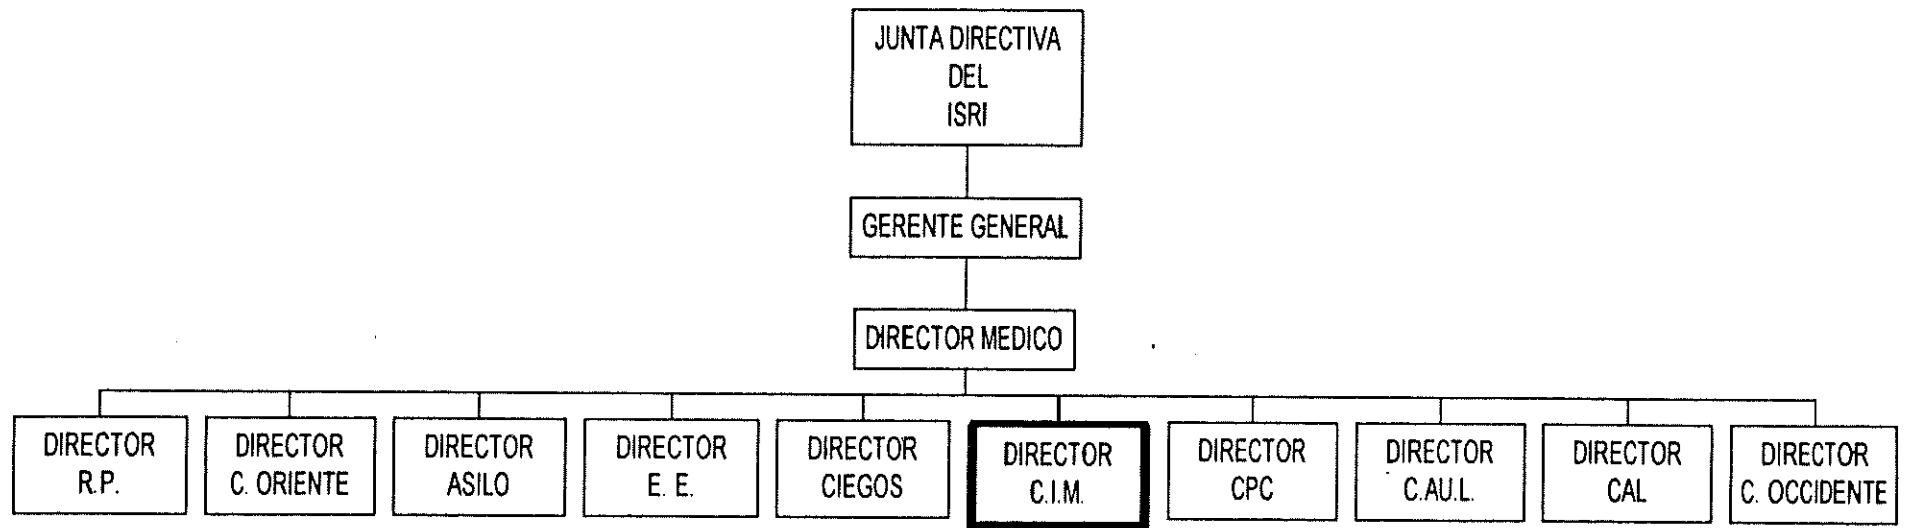 JUNTA DIRECTIVA
DEL
ISRI
GERENTE GENERAL
DIRECTOR MEDICO
DIRECTOR
R.P.
DIRECTOR
C. ORIENTE
DIRECTOR
ASILO
DIRECTOR
E. E.
DIRECTOR
CIEGOS
DIRECTOR
C.I.M.
DIRECTOR
CPC
DIRECTOR
C.AU.L.
DIRECTOR
CAL
DIRECTOR
C. OCCIDENTE